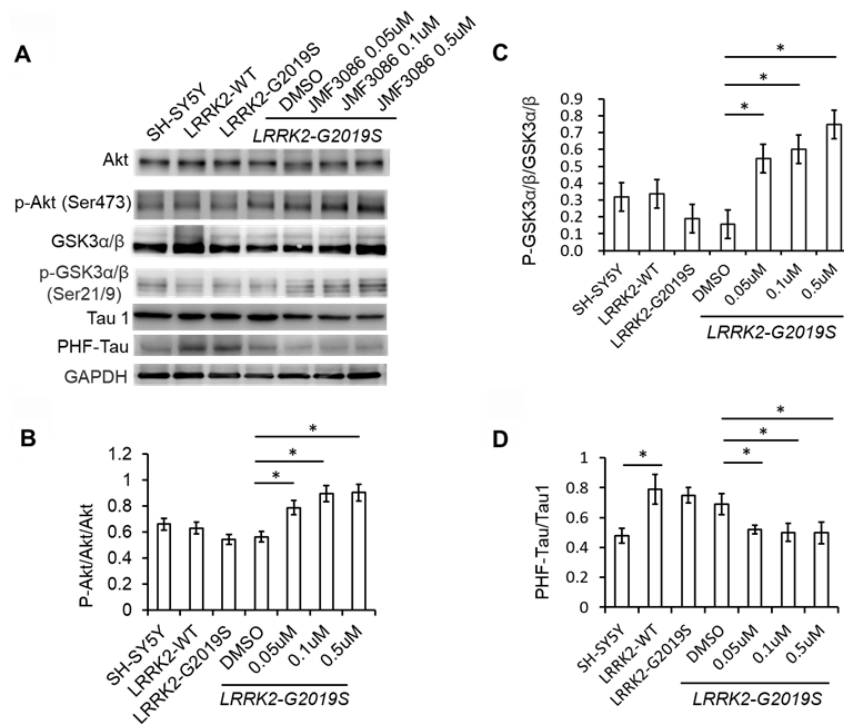 A
SH-SY5Y
LRRK2-WT
LRRK2-G2019S
DMSO
JMF3086 0.05uM
JMF3086 0.1uM
JMF3086 0.5uM
LRRK2-G2019S
Akt
p-Akt (Ser473)
GSK3α/β
p-GSK3α/β
(Ser21/9)
Tau 1
PHF-Tau
GAPDH
B
P-Akt/Akt/Akt
1.2
1
0.8
0.6
0.4
0.2
0
*
*
*
SH-SY5Y
LRRK2-WT
LRRK2-G2019S
DMSO
0.05uM
0.1uM
0.5uM
LRRK2-G2019S
C
P-GSK3α/β/GSK3α/β
0.9
0.8
0.7
0.6
0.5
0.4
0.3
0.2
0.1
0.0
*
*
*
SH-SY5Y
LRRK2-WT
LRRK2-G2019S
DMSO
0.05uM
0.1uM
0.5uM
LRRK2-G2019S
D
PHF-Tau/Tau1
1
0.8
0.6
0.4
0.2
0
*
*
*
*
SH-SY5Y
LRRK2-WT
LRRK2-G2019S
DMSO
0.05uM
0.1uM
0.5uM
LRRK2-G2019S